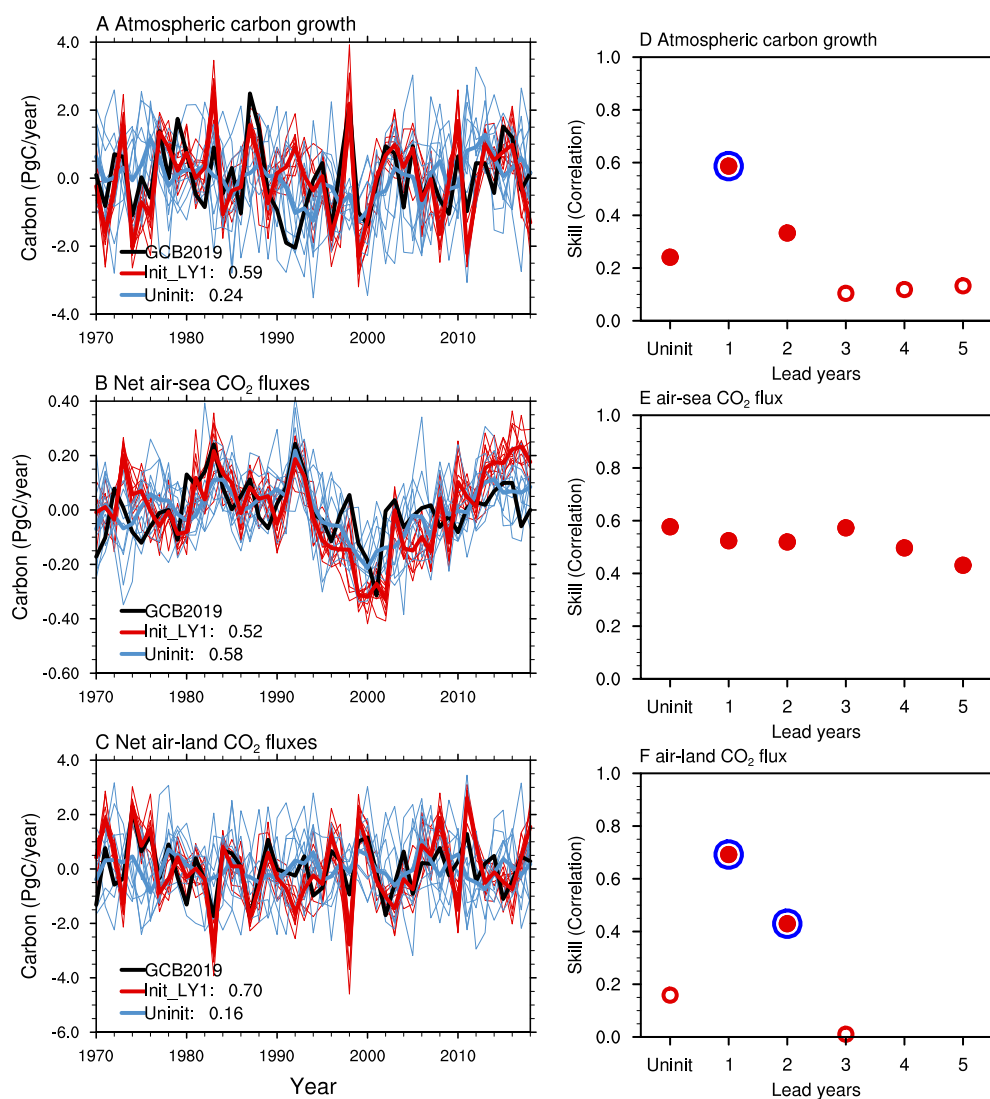 A Atmospheric carbon growth
Carbon (PgC/year)
4.0
2.0
0.0
-2.0
-4.0
GCB2019
Init_LY1: 0.59
Uninit: 0.24
1970 1980 1990 2000 2010
B Net air-sea CO₂ fluxes
Carbon (PgC/year)
0.40
0.20
0.00
-0.20
-0.40
-0.60
GCB2019
Init_LY1: 0.52
Uninit: 0.58
1970 1980 1990 2000 2010
C Net air-land CO₂ fluxes
Carbon (PgC/year)
4.0
2.0
0.0
-2.0
-4.0
-6.0
GCB2019
Init_LY1: 0.70
Uninit: 0.16
1970 1980 1990 2000 2010
Year
D Atmospheric carbon growth
Skill (Correlation)
1.0
0.8
0.6
0.4
0.2
0.0
Uninit 1 2 3 4 5
Lead years
E air-sea CO₂ flux
Skill (Correlation)
1.0
0.8
0.6
0.4
0.2
0.0
Uninit 1 2 3 4 5
Lead years
F air-land CO₂ flux
Skill (Correlation)
1.0
0.8
0.6
0.4
0.2
0.0
Uninit 1 2 3 4 5
Lead years